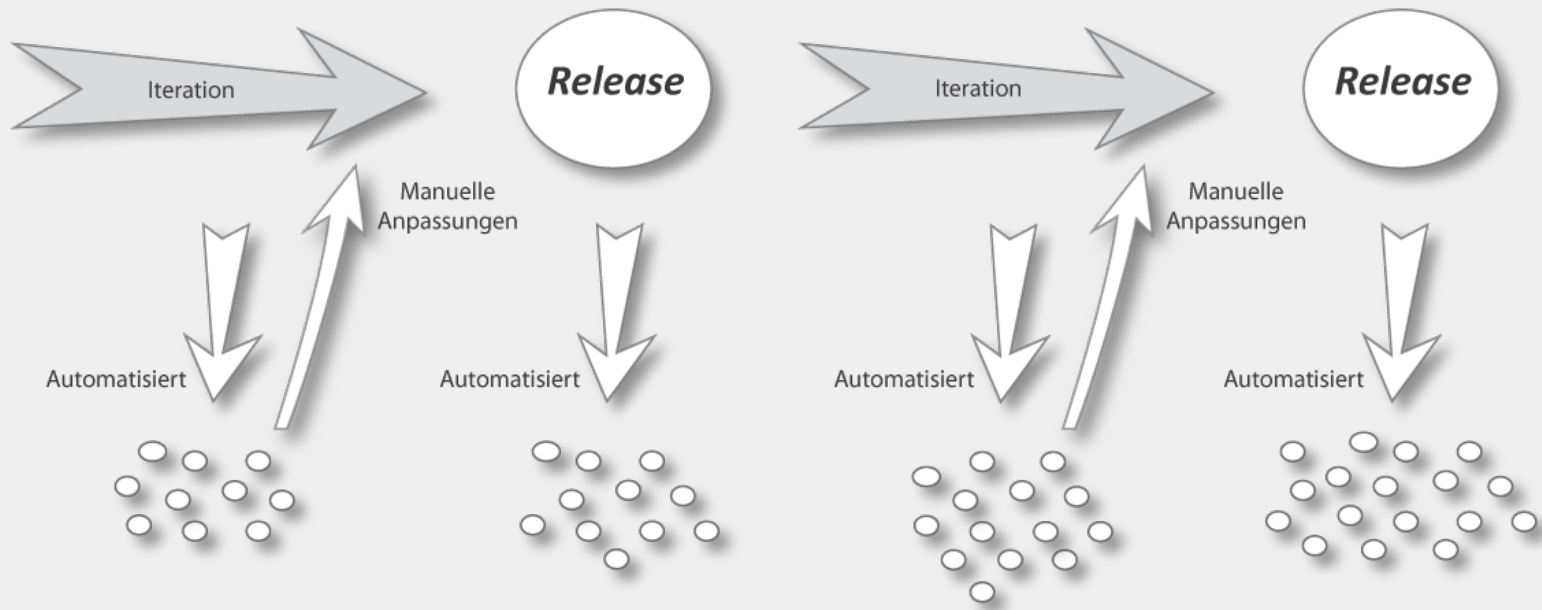 Iteration
Release
Iteration
Release
Manuelle
Anpassungen
Manuelle
Anpassungen
Automatisiert
Automatisiert
Automatisiert
Automatisiert